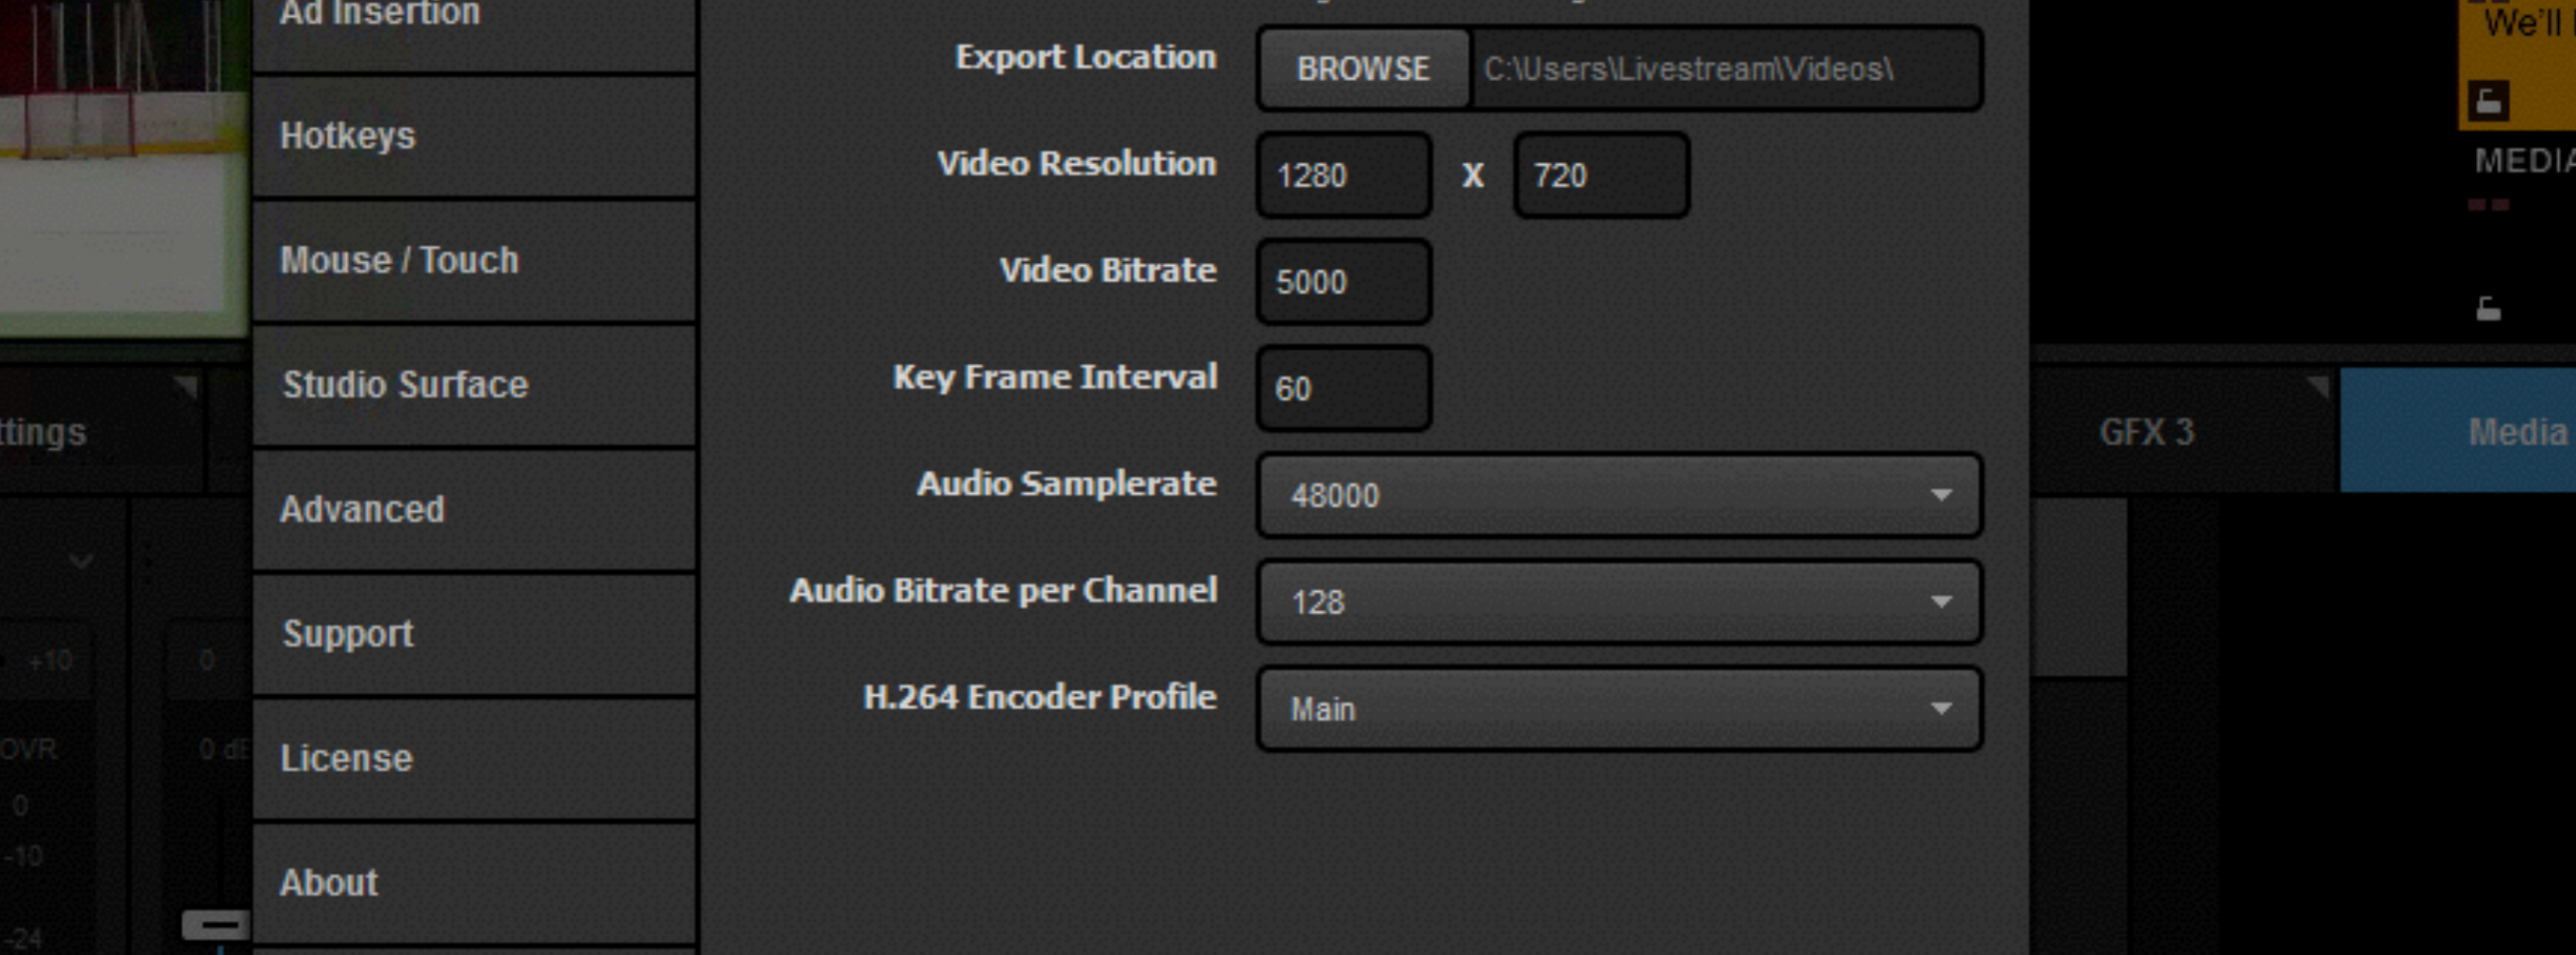 Ad Insertion
Hotkeys
Mouse / Touch
Studio Surface
Advanced
Support
License
About
Export Location BROWSE C:\Users\Livestream\Videos\
Video Resolution 1280 X 720
Video Bitrate 5000
Key Frame Interval 60
Audio Samplerate 48000
Audio Bitrate per Channel 128
H.264 Encoder Profile Main
ttings
+10
0
OVR
0 dB
0
-10
-24
We'll
MEDIA
GFX 3
Media